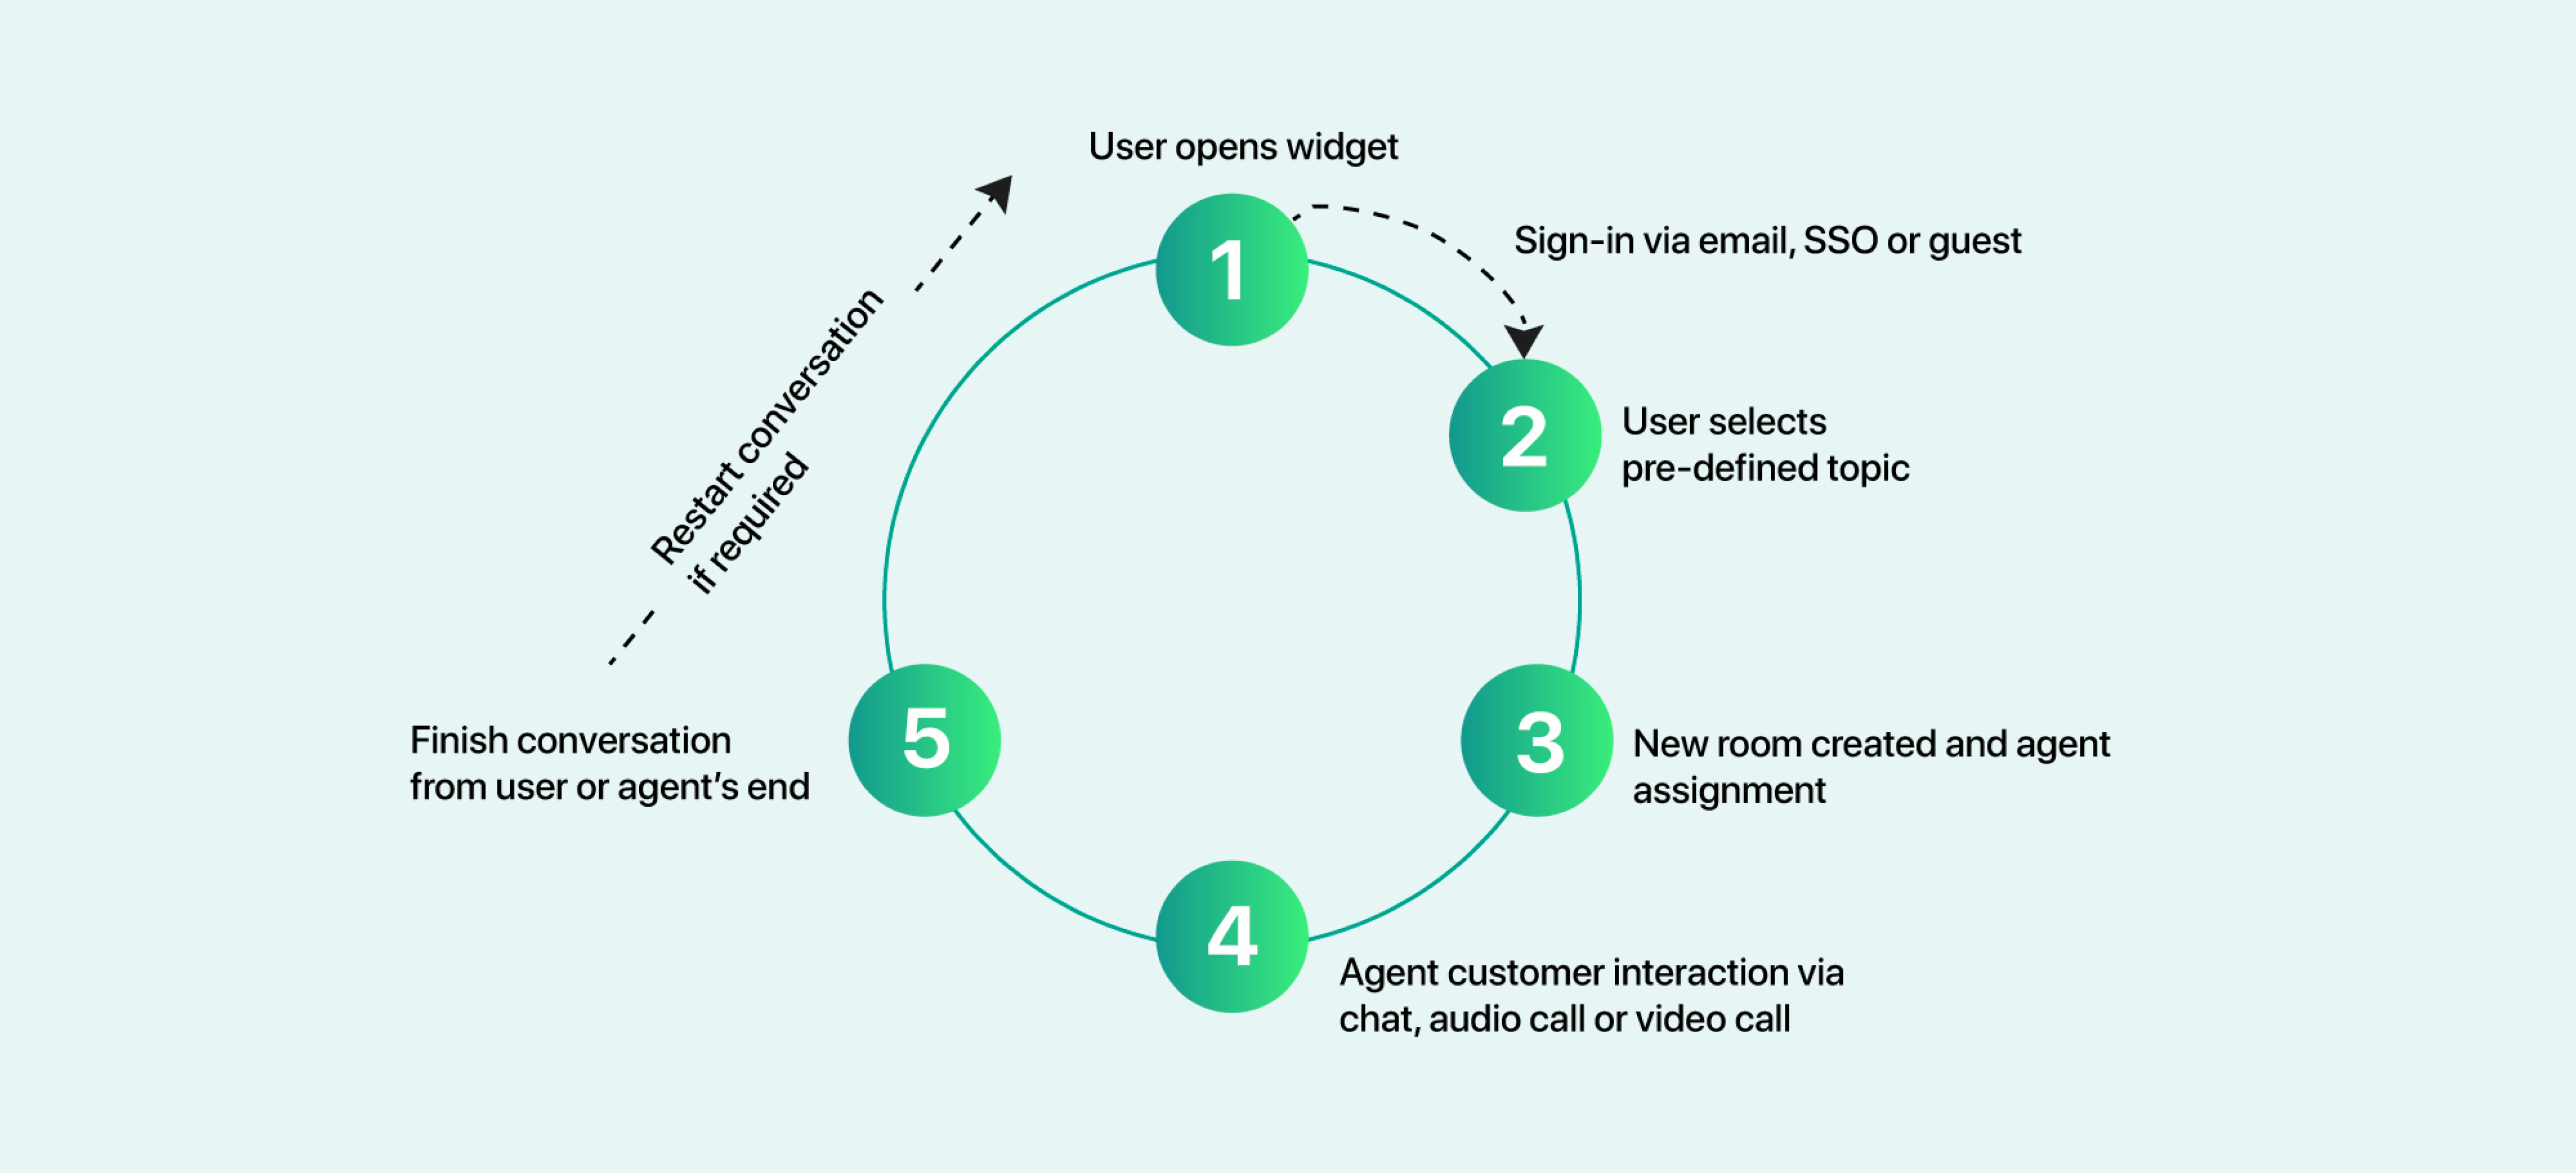 User opens widget
1
Sign-in via email, SSO or guest
2
User selects
pre-defined topic
3
New room created and agent
assignment
4
Agent customer interaction via
chat, audio call or video call
5
Finish conversation
from user or agent’s end
Restart conversation
if required